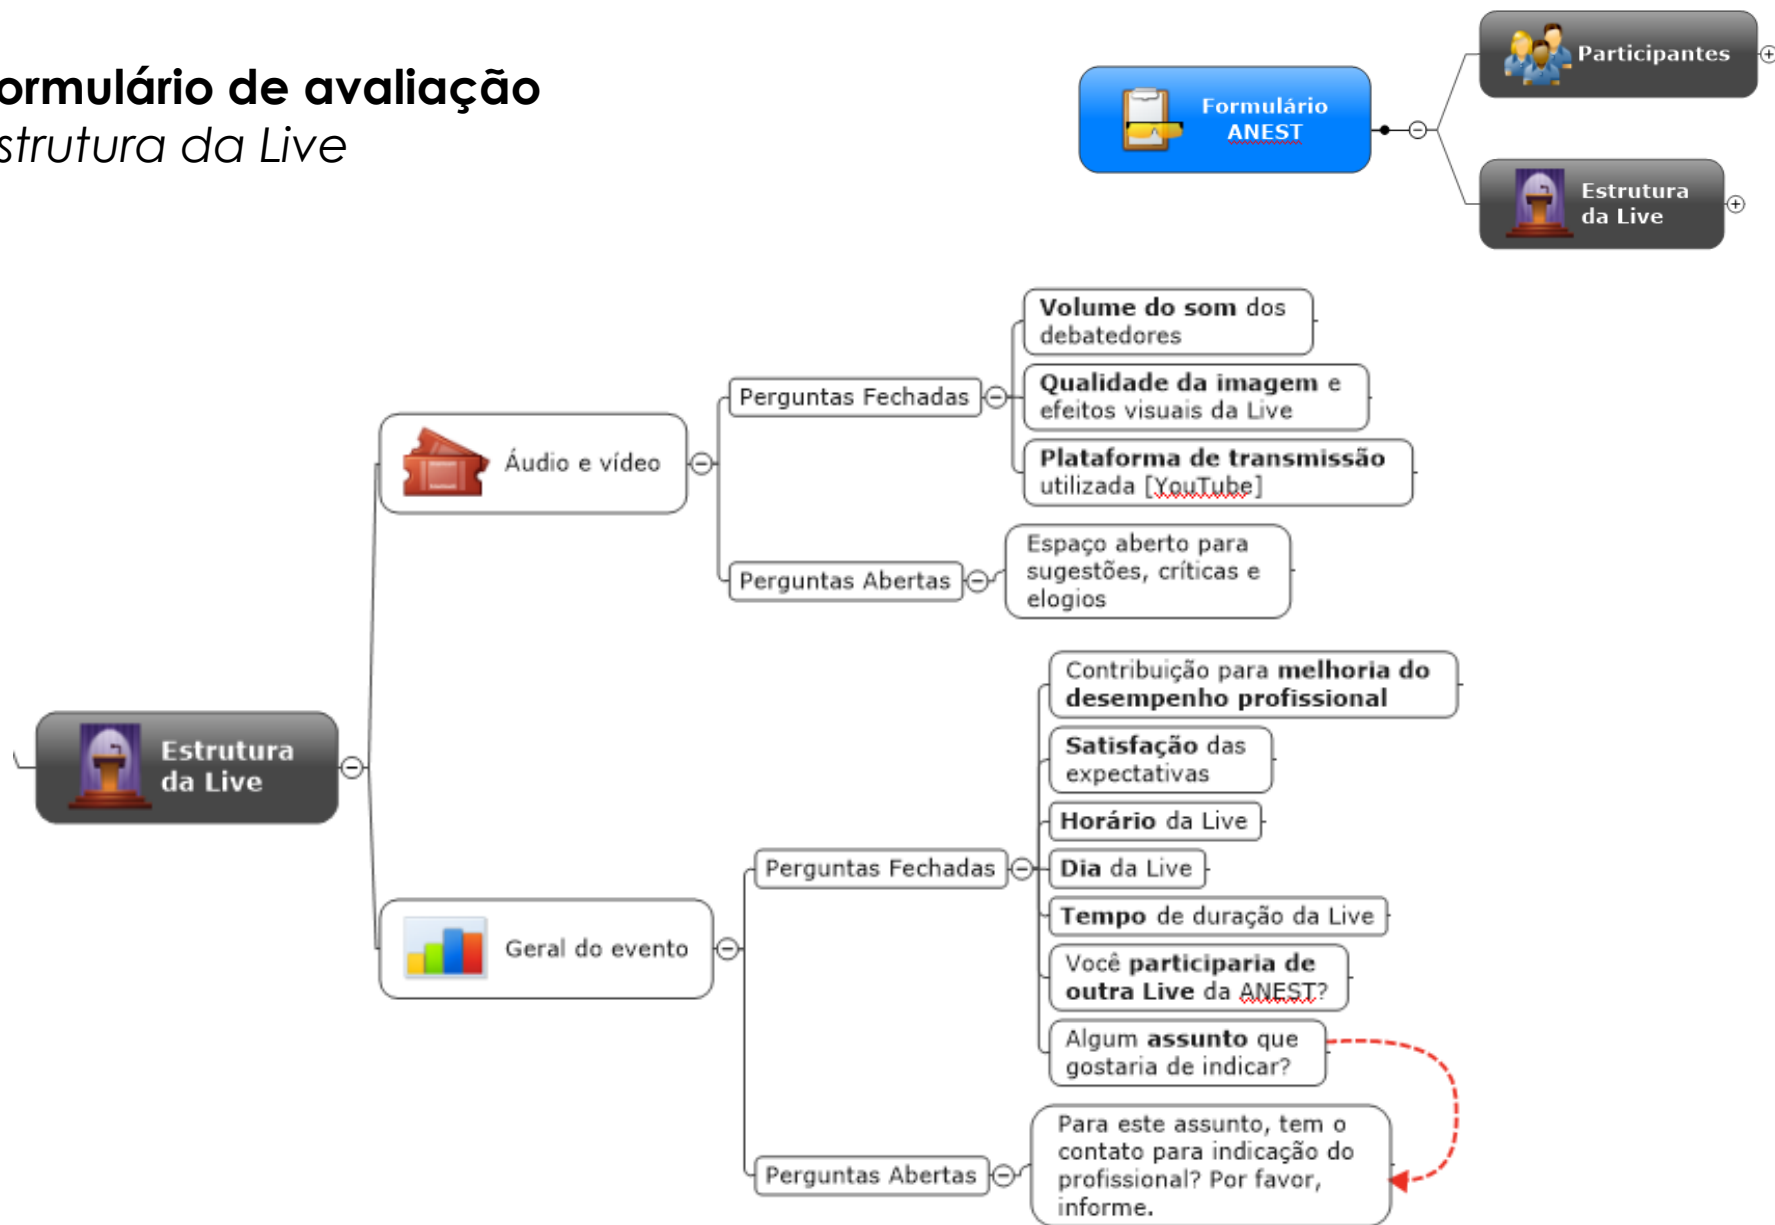 ormulário de avaliação
strutura da Live
Formulário
ANEST
Participantes
Estrutura
da Live
Estrutura
da Live
Áudio e vídeo
Perguntas Fechadas
Volume do som dos
debatedores
Qualidade da imagem e
efeitos visuais da Live
Plataforma de transmissão
utilizada [YouTube]
Perguntas Abertas
Espaço aberto para
sugestões, críticas e
elogios
Geral do evento
Perguntas Fechadas
Contribuição para melhoria do
desempenho profissional
Satisfação das
expectativas
Horário da Live
Dia da Live
Tempo de duração da Live
Você participaria de
outra Live da ANEST?
Algum assunto que
gostaria de indicar?
Perguntas Abertas
Para este assunto, tem o
contato para indicação do
profissional? Por favor,
informe.